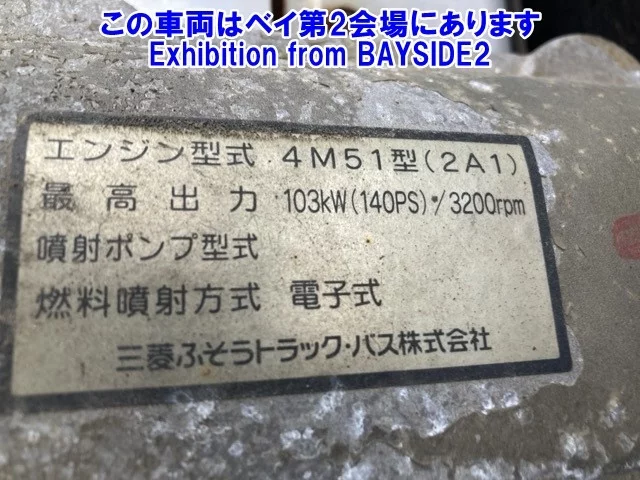 この車両はベイ第2会場にあります
Exhibition from BAYSIDE2
エンジン型式 4M51型(2A1)
最高出力 103kW(140PS)/3200rpm
噴射ポンプ型式
燃料噴射方式 電子式
三菱ふそうトラック・バス株式会社